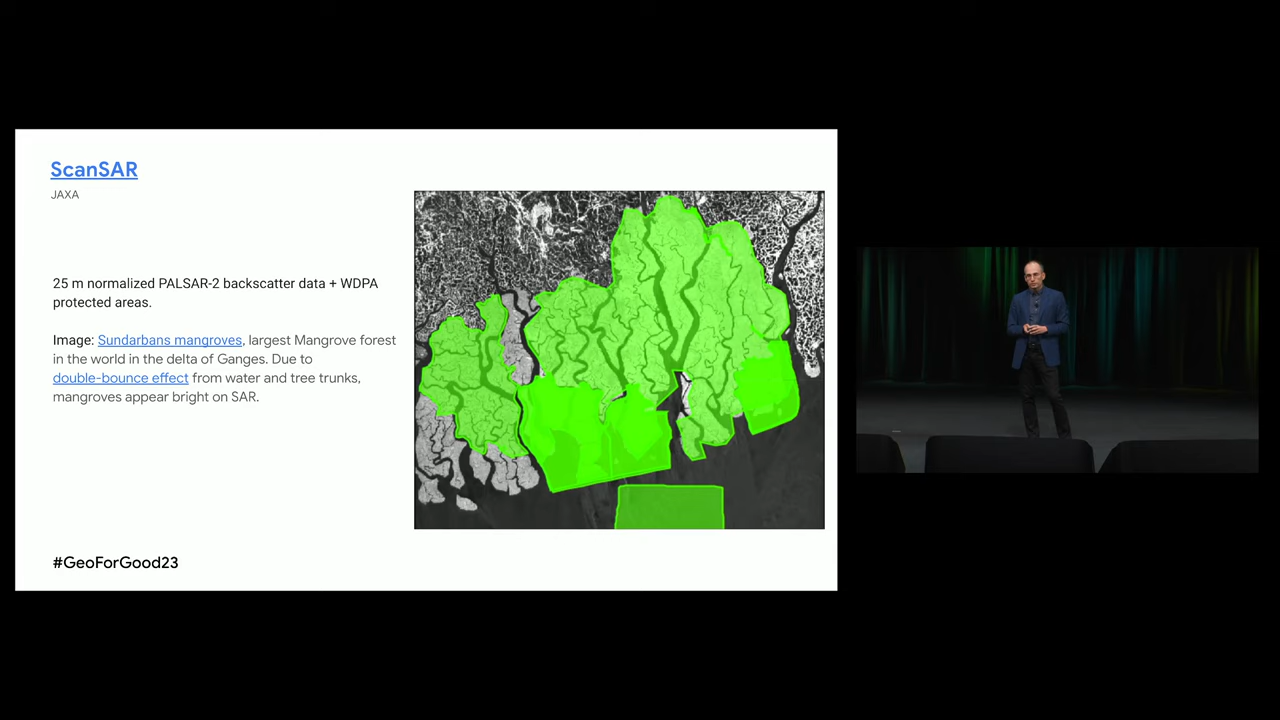 ScanSAR
JAXA
25 m normalized PALSAR-2 backscatter data + WDPA
protected areas.
Image: Sundarbans mangroves, largest Mangrove forest
in the world in the delta of Ganges. Due to
double-bounce effect from water and tree trunks,
mangroves appear bright on SAR.
#GeoForGood23